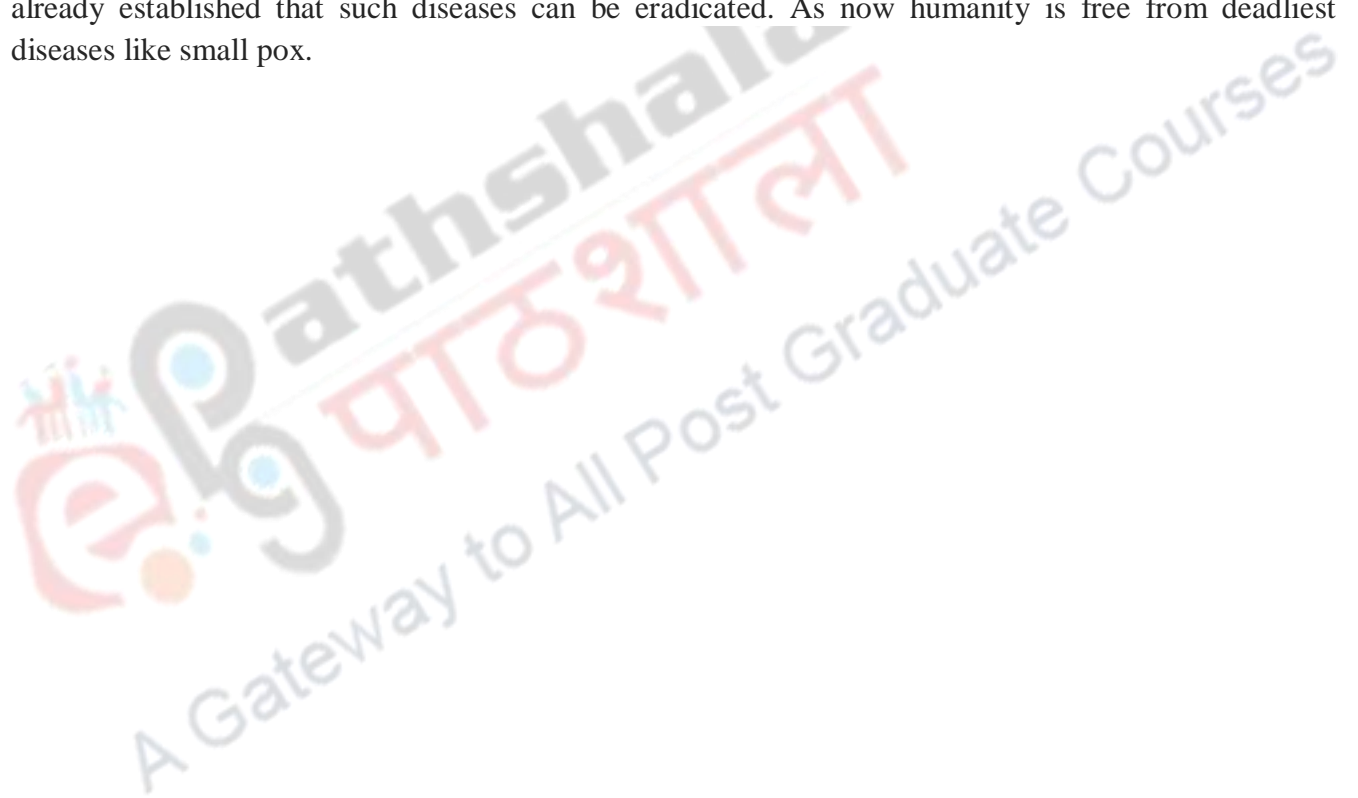 already established that such diseases can be eradicated. As now humanity is free from deadliest
diseases like small pox.
Pathshala
पाठशाला
A Gateway to All Post Graduate Courses